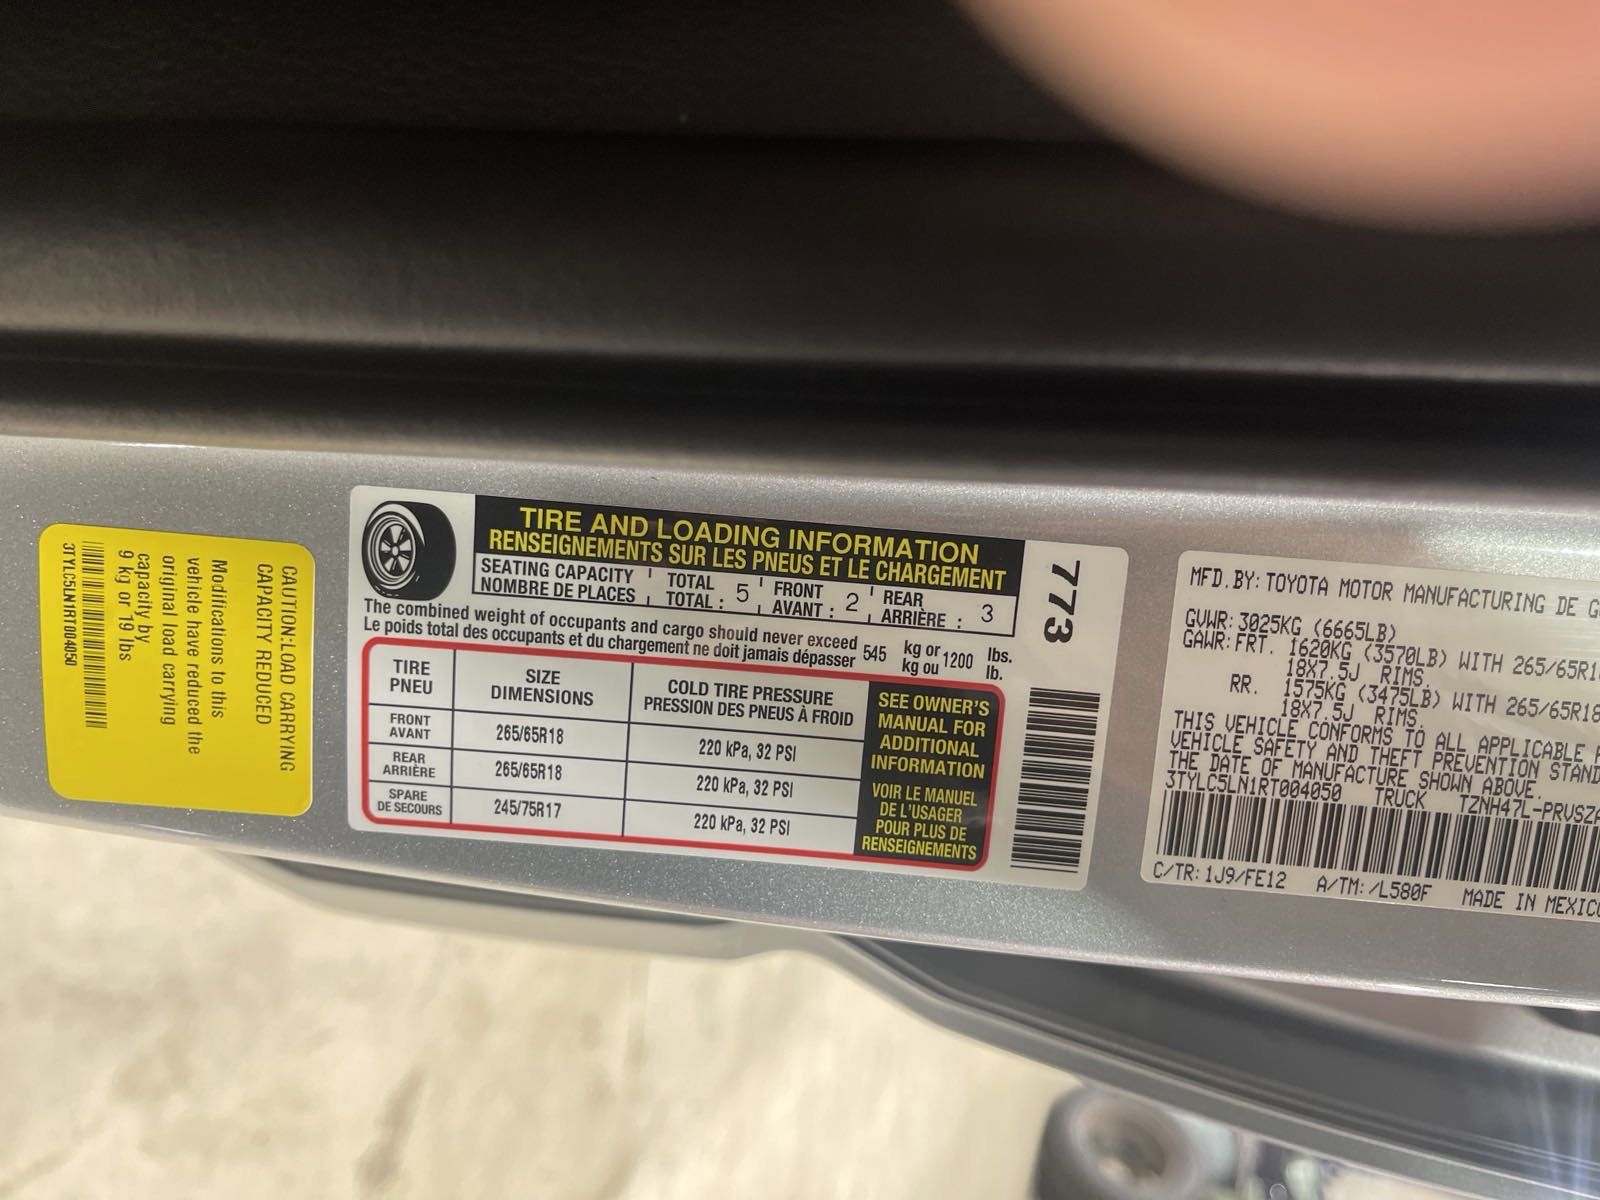 CAUTION:LOAD CARRYING
CAPACITY REDUCED
Modifications to this
vehicle have reduced the
original load carrying
capacity by
9 kg or 19 lbs
3TYLC5LN1RT004050
TIRE AND LOADING INFORMATION
RENSEIGNEMENTS SUR LES PNEUS ET LE CHARGEMENT
SEATING CAPACITY TOTAL 5 FRONT 2 REAR 3
NOMBRE DE PLACES TOTAL : AVANT : ARRIÈRE :
The combined weight of occupants and cargo should never exceed 545 kg or 1200 lbs.
Le poids total des occupants et du chargement ne doit jamais dépasser kg ou lb.
773
TIRE
PNEU
SIZE
DIMENSIONS
COLD TIRE PRESSURE
PRESSION DES PNEUS À FROID
FRONT
AVANT
265/65R18
220 kPa, 32 PSI
REAR
ARRIÈRE
265/65R18
220 kPa, 32 PSI
SPARE
DE SECOURS
245/75R17
220 kPa, 32 PSI
SEE OWNER'S
MANUAL FOR
ADDITIONAL
INFORMATION
VOIR LE MANUEL
DE L'USAGER
POUR PLUS DE
RENSEIGNEMENTS
MFD.BY: TOYOTA MOTOR MANUFACTURING DE
GVWR: 3025KG (6665LB)
GAWR: FRT. 1620KG (3570LB) WITH 265/65R18
18X7.5J RIMS.
RR. 1575KG (3475LB) WITH 265/65R18
18X7.5J RIMS
THIS VEHICLE CONFORMS TO ALL APPLICABLE
VEHICLE SAFETY AND THEFT PREVENTION STAND
THE DATE OF MANUFACTURE SHOWN ABOVE.
3TYLC5LN1RT004050 TRUCK TZNH47L-PRVSZ
C/TR: 1J9/FE12 A/TM: /L580F MADE IN MEXICO